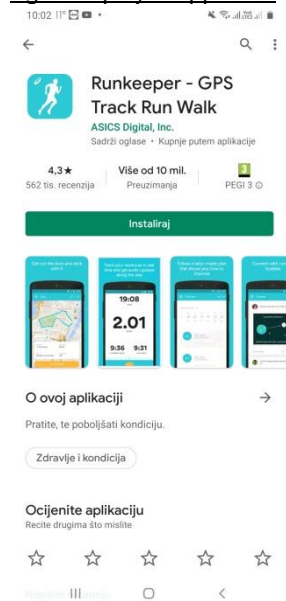 10:02 11°
Runkeeper - GPS
Track Run Walk
ASICS Digital, Inc.
Sadrži oglase • Kupnje putem aplikacije
4,3★
562 tis. recenzija
Više od 10 mil.
Preuzimanja
3
PEGI 3
Instaliraj
19:08
2.01
9:36 9:31
O ovoj aplikaciji
Pratite, te poboljšati kondiciju.
Zdravlje i kondicija
Ocijenite aplikaciju
Recite drugima što mislite